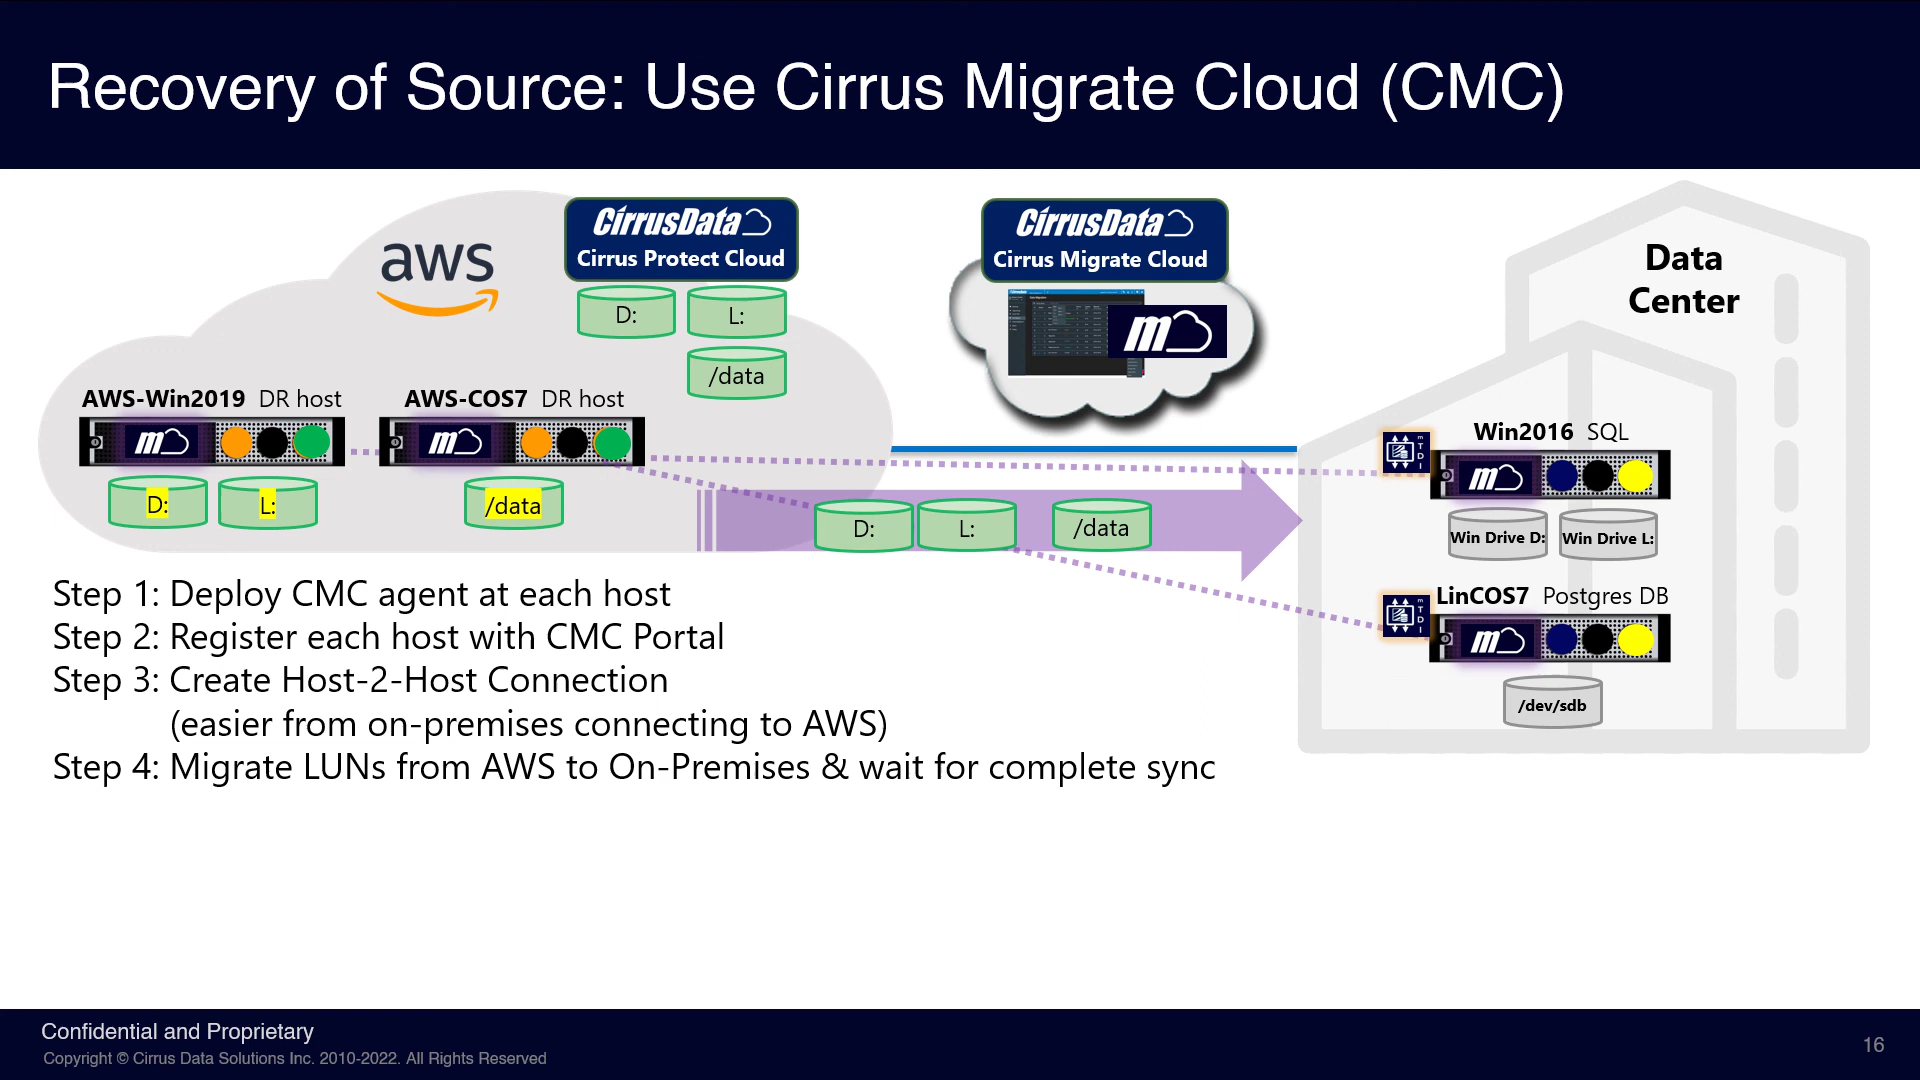 Recovery of Source: Use Cirrus Migrate Cloud (CMC)
aws
CirrusData
Cirrus Protect Cloud
D:
L:
/data
CirrusData
Cirrus Migrate Cloud
m
Data
Center
AWS-Win2019 DR host
m
D:
L:
AWS-COS7 DR host
m
/data
D:
L:
/data
Win2016 SQL
mTDI
m
Win Drive D:
Win Drive L:
LinCOS7 Postgres DB
mTDI
m
/dev/sdb
Step 1: Deploy CMC agent at each host
Step 2: Register each host with CMC Portal
Step 3: Create Host-2-Host Connection
(easier from on-premises connecting to AWS)
Step 4: Migrate LUNs from AWS to On-Premises & wait for complete sync
Confidential and Proprietary
Copyright © Cirrus Data Solutions Inc. 2010-2022. All Rights Reserved
16